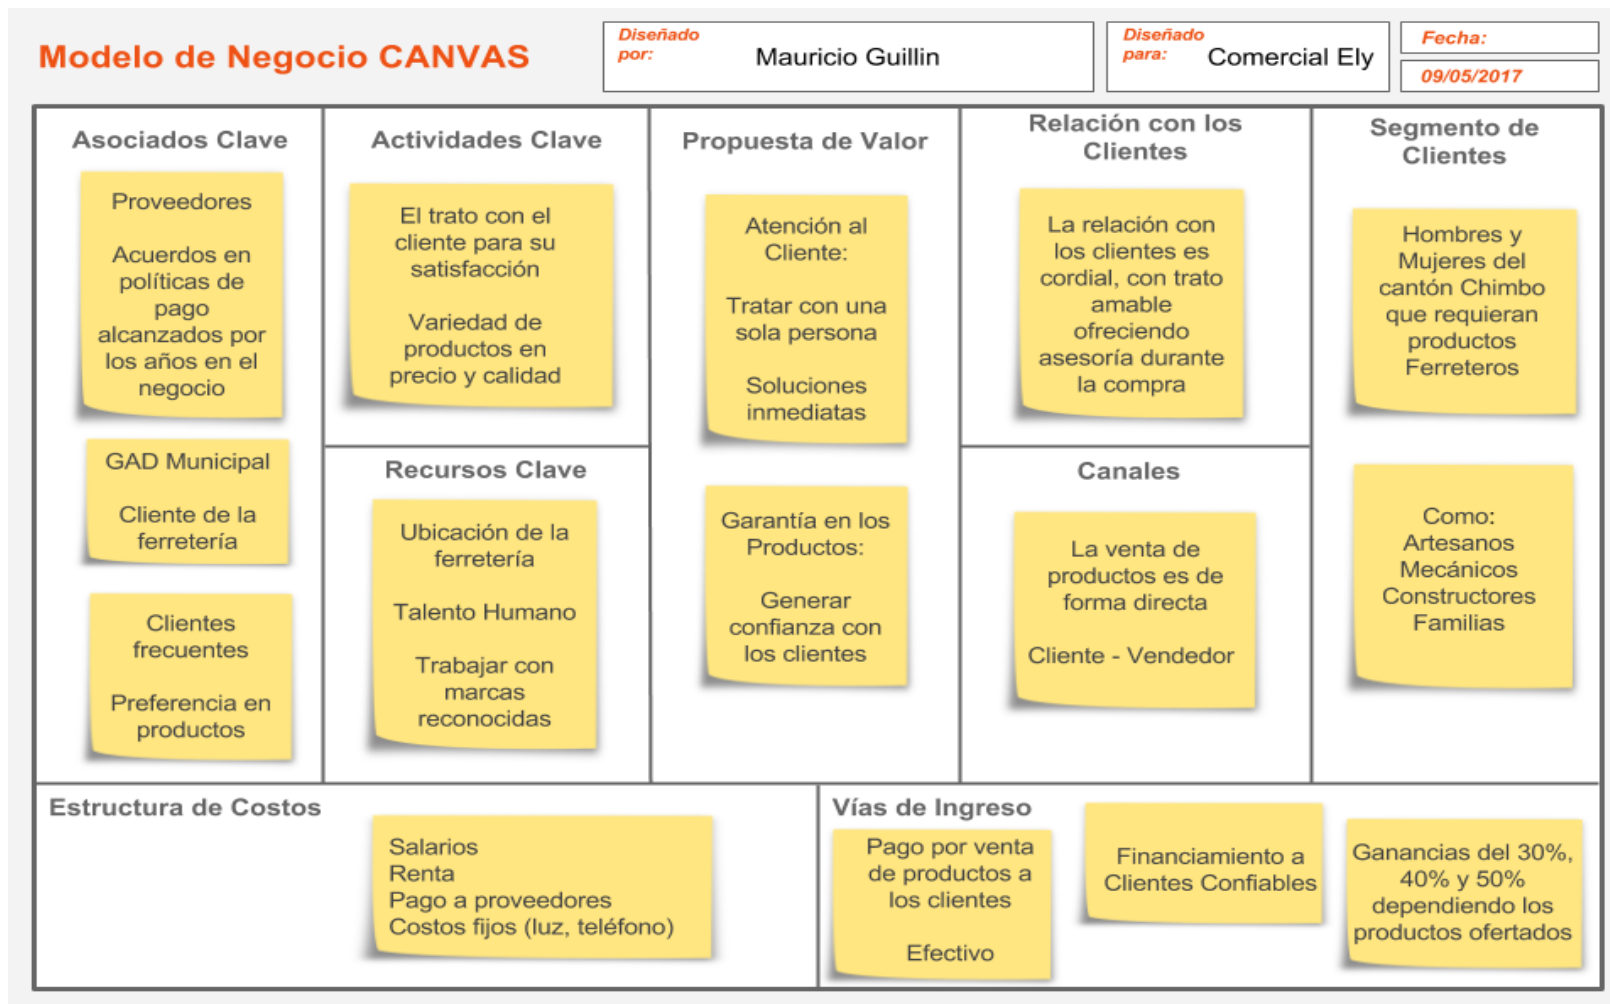 Modelo de Negocio CANVAS
Diseñado
por:
Mauricio Guillin
Diseñado
para:
Comercial Ely
Fecha:
09/05/2017
Asociados Clave
Proveedores
Acuerdos en
políticas de
pago
alcanzados por
los años en el
negocio
GAD Municipal
Cliente de la
ferretería
Clientes
frecuentes
Preferencia en
productos
Actividades Clave
El trato con el
cliente para su
satisfacción
Variedad de
productos en
precio y calidad
Recursos Clave
Ubicación de la
ferretería
Talento Humano
Trabajar con
marcas
reconocidas
Propuesta de Valor
Atención al
Cliente:
Tratar con una
sola persona
Soluciones
inmediatas
Garantía en los
Productos:
Generar
confianza con
los clientes
Relación con los
Clientes
La relación con
los clientes es
cordial, con trato
amable
ofreciendo
asesoría durante
la compra
Canales
La venta de
productos es de
forma directa
Cliente - Vendedor
Segmento de
Clientes
Hombres y
Mujeres del
cantón Chimbo
que requieran
productos
Ferreteros
Como:
Artesanos
Mecánicos
Constructores
Familias
Estructura de Costos
Salarios
Renta
Pago a proveedores
Costos fijos (luz, teléfono)
Vías de Ingreso
Pago por venta
de productos a
los clientes
Efectivo
Financiamiento a
Clientes Confiables
Ganancias del 30%,
40% y 50%
dependiendo los
productos ofertados